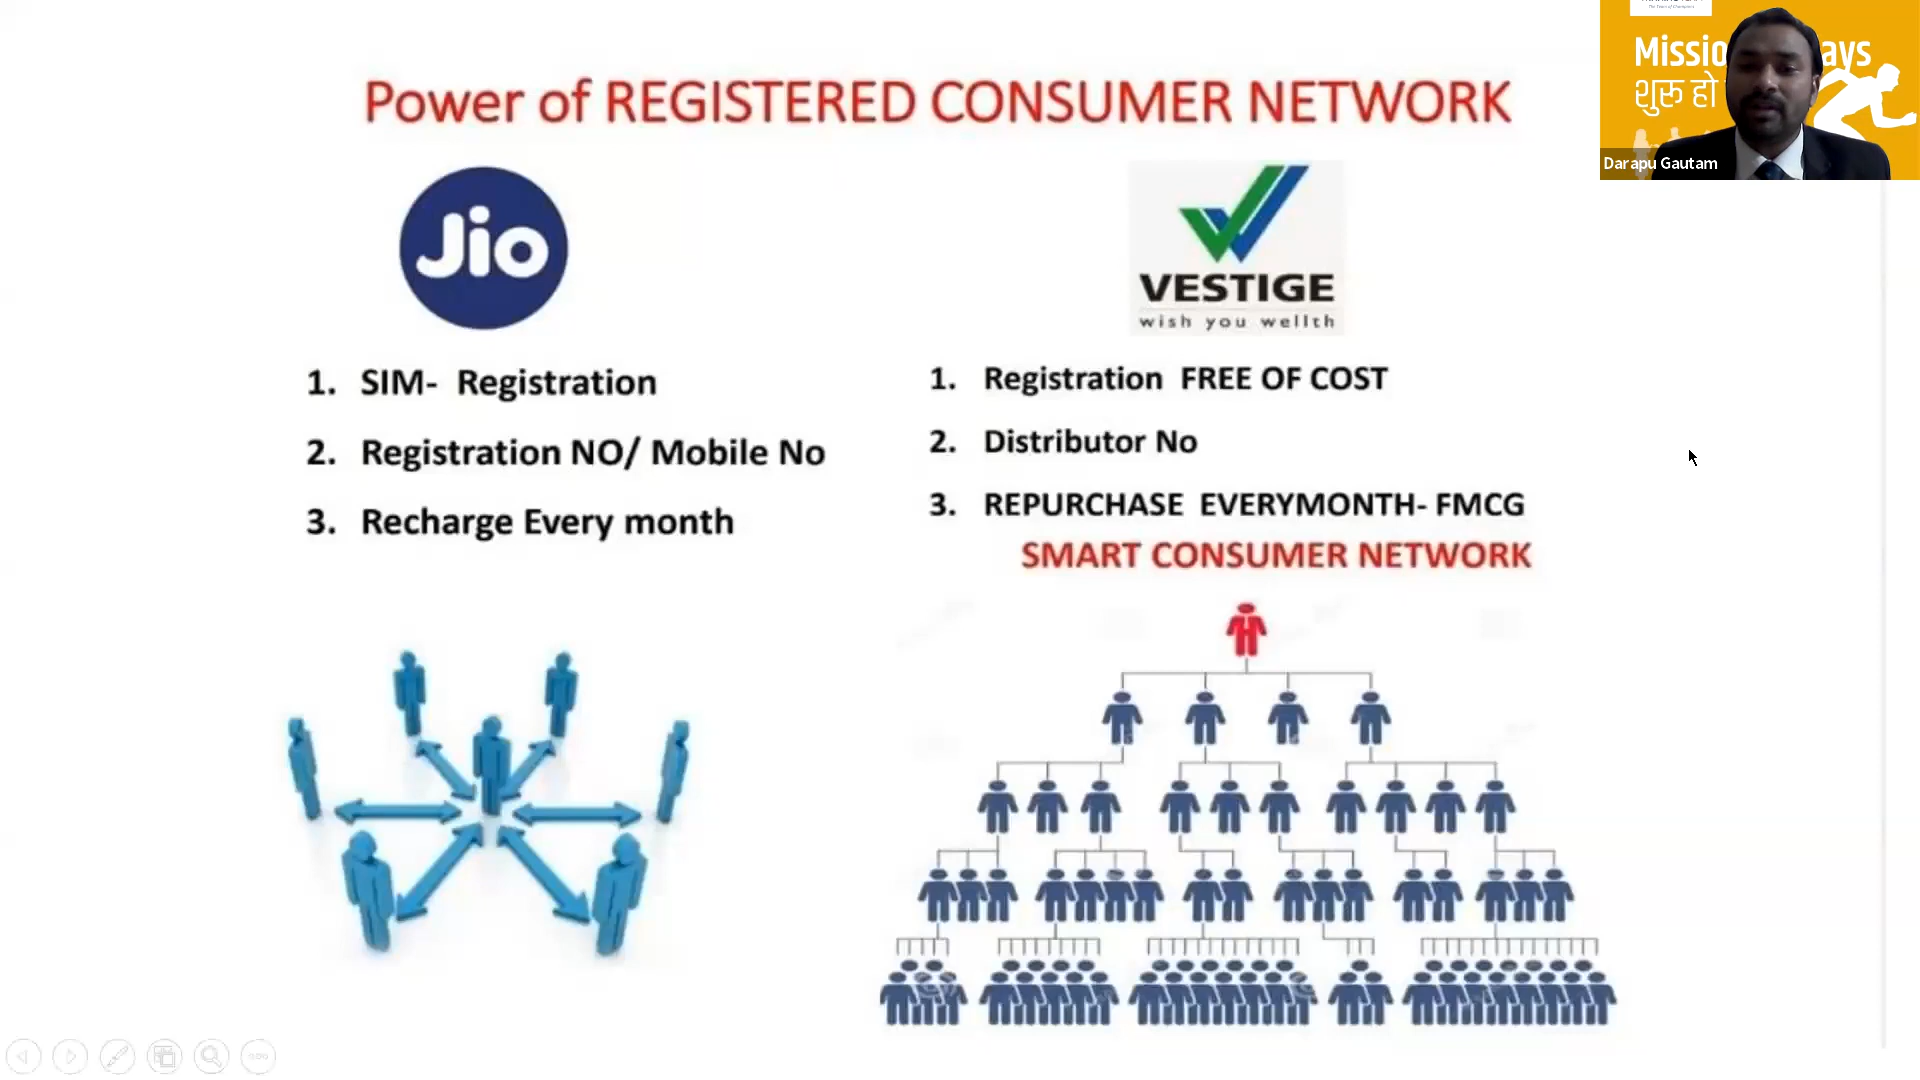 Power of REGISTERED CONSUMER NETWORK
Jio
1. SIM- Registration
2. Registration NO/ Mobile No
3. Recharge Every month
VESTIGE
wish you wellth
1. Registration FREE OF COST
2. Distributor No
3. REPURCHASE EVERYMONTH- FMCG
SMART CONSUMER NETWORK
शुरू हो
Darapu Gautam